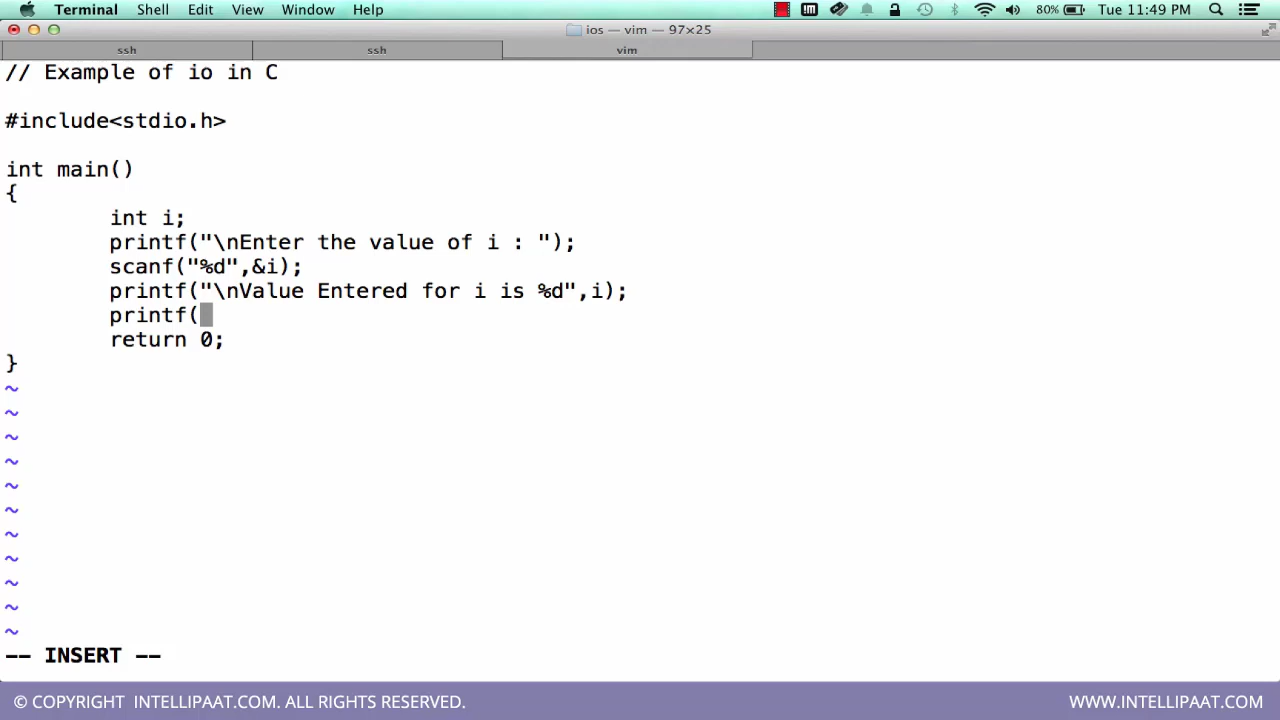 Terminal Shell Edit View Window Help 80% Tue 11:49 PM
ios — vim — 97×25
ssh ssh vim
// Example of io in C
#include<stdio.h>
int main()
{
int i;
printf("\nEnter the value of i : ");
scanf("%d",&i);
printf("\nValue Entered for i is %d",i);
printf(
return 0;
}
~
~
~
~
~
~
~
~
~
~
~
-- INSERT --
© COPYRIGHT INTELLIPAAT.COM. ALL RIGHTS RESERVED. WWW.INTELLIPAAT.COM